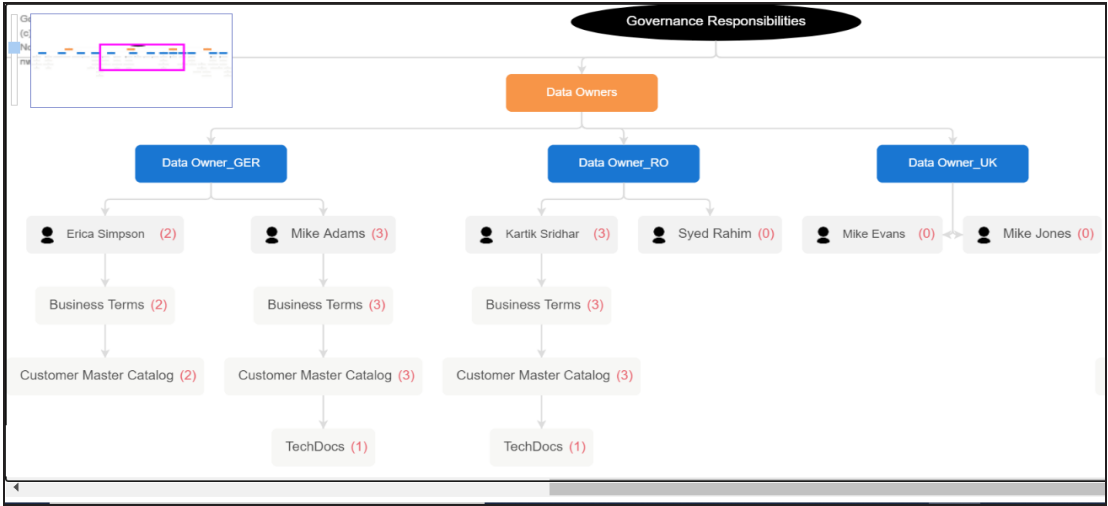 Governance Responsibilities
Data Owners
Data Owner_GER
Data Owner_RO
Data Owner_UK
Erica Simpson (2)
Mike Adams (3)
Kartik Sridhar (3)
Syed Rahim (0)
Mike Evans (0)
Mike Jones (0)
Business Terms (2)
Business Terms (3)
Business Terms (3)
Customer Master Catalog (2)
Customer Master Catalog (3)
Customer Master Catalog (3)
TechDocs (1)
TechDocs (1)